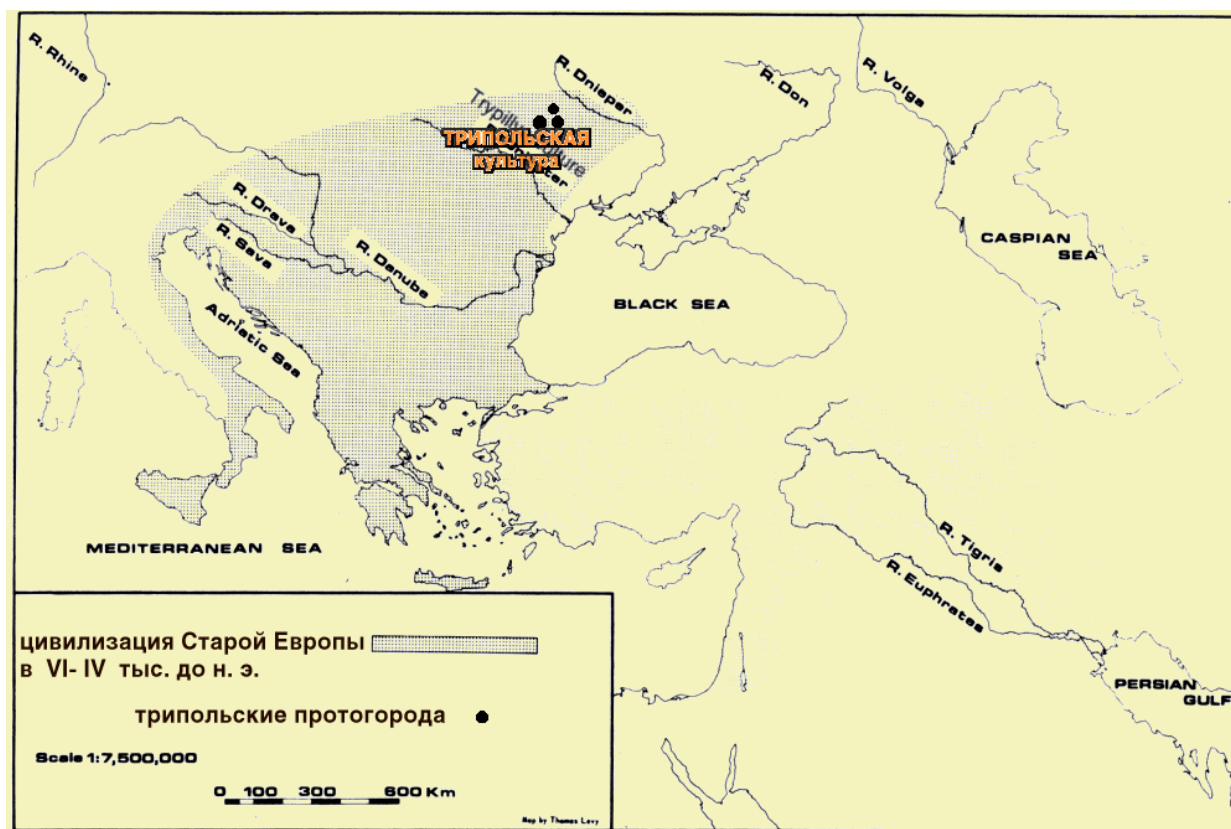 R. Rhine
R. Dnieper
R. Don
R. Volga
Trypillya culture
ТРИПОЛЬСКАЯ
культура
R. Drava
R. Sava
R. Danube
Adriatic Sea
BLACK SEA
CASPIAN
SEA
MEDITERRANEAN SEA
R. Tigris
R. Euphrates
PERSIAN
GULF
цивилизация Старой Европы
в VI- IV тыс. до н. э.
трипольские протогорода
Scale 1:7,500,000
0 100 300 600 Km
Map by Thomas Levy